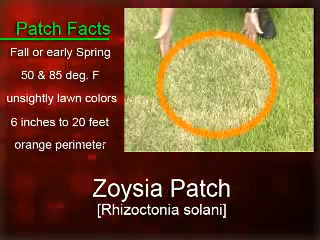 Patch Facts
Fall or early Spring
50 & 85 deg. F
unsightly lawn colors
6 inches to 20 feet
orange perimeter
Zoysia Patch
[Rhizoctonia solani]